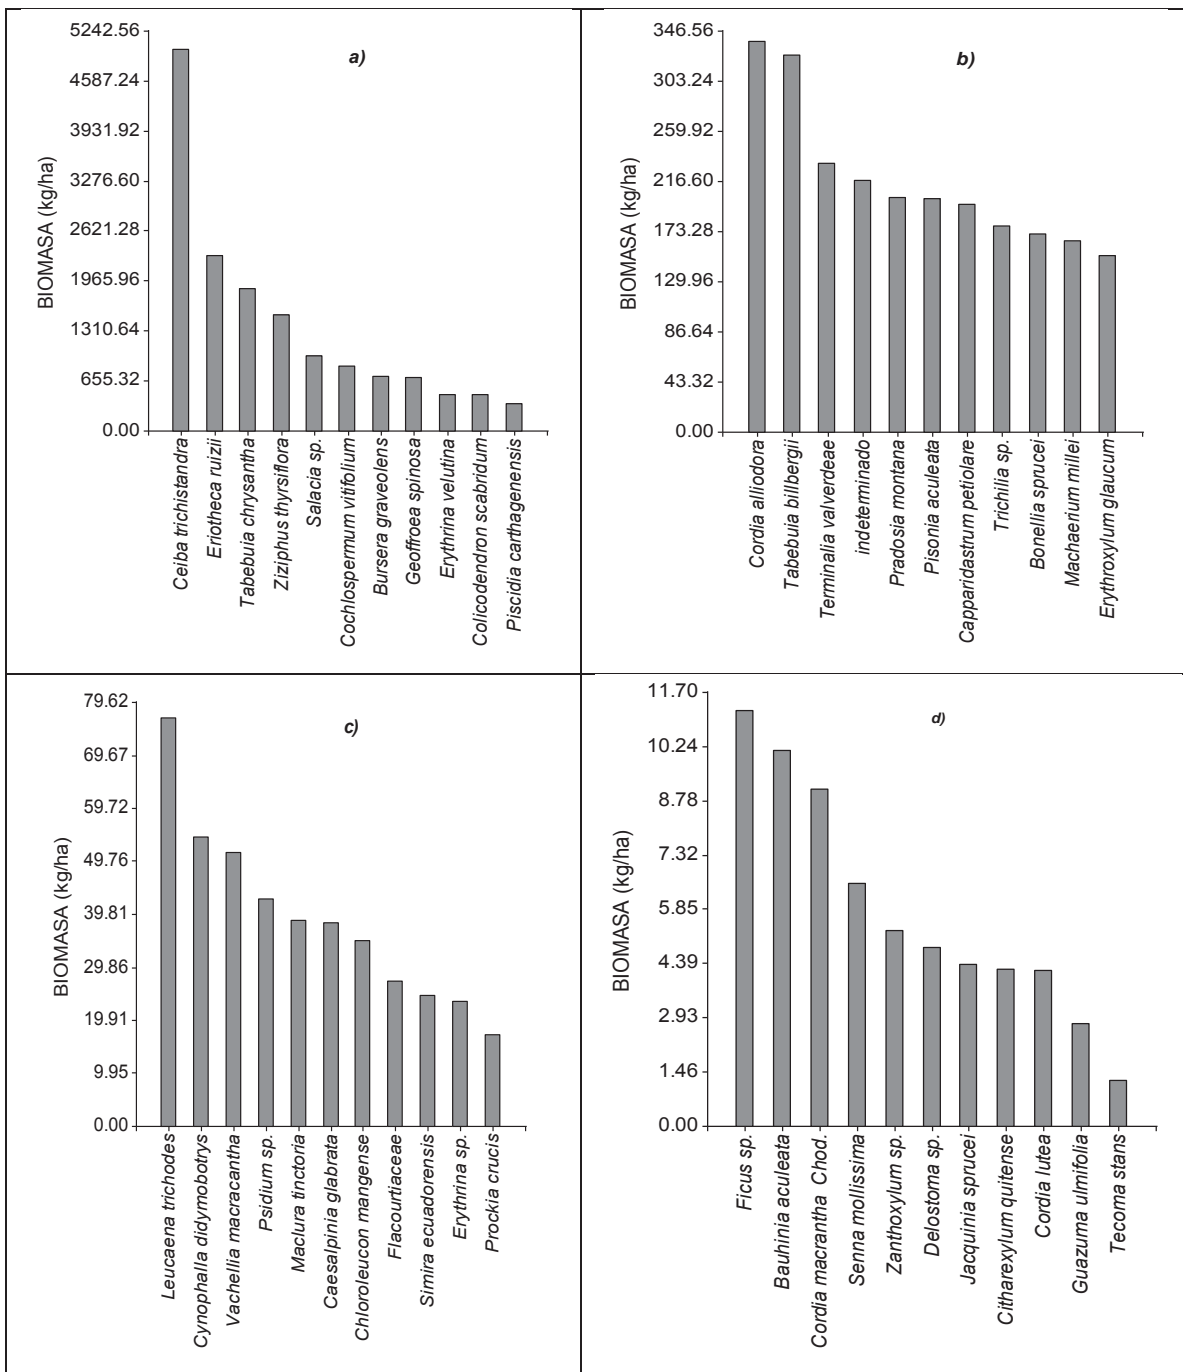 a)
BIOMASA (kg/ha)
5242.56
4587.24
3931.92
3276.60
2621.28
1965.96
1310.64
655.32
0.00
Ceiba trichistandra
Eriotheca ruizii
Tabebuia chrysantha
Ziziphus thyrsiflora
Salacia sp.
Cochlospermum vitifolium
Bursera graveolens
Geoffroea spinosa
Erythrina velutina
Colicodendron scabridum
Piscidia carthagenensis
b)
BIOMASA (kg/ha)
346.56
303.24
259.92
216.60
173.28
129.96
86.64
43.32
0.00
Cordia alliodora
Tabebuia billbergii
Terminalia valverdeae
indeterminado
Pradosia montana
Pisonia aculeata
Capparidastrum petiolare
Trichilia sp.
Bonellia sprucei
Machaerium millei
Erythroxylum glaucum
c)
BIOMASA (kg/ha)
79.62
69.67
59.72
49.76
39.81
29.86
19.91
9.95
0.00
Leucaena trichodes
Cynophalla didymobotrys
Vachellia macracantha
Psidium sp.
Maclura tinctoria
Caesalpinia glabrata
Chloroleucon mangense
Flacourtiaceae
Simira ecuadorensis
Erythrina sp.
Prockia crucis
d)
BIOMASA (kg/ha)
11.70
10.24
8.78
7.32
5.85
4.39
2.93
1.46
0.00
Ficus sp.
Bauhinia aculeata
Cordia macrantha Chod.
Senna mollissima
Zanthoxylum sp.
Delostoma sp.
Jacquinia sprucei
Citharexylum quitense
Cordia lutea
Guazuma ulmifolia
Tecoma stans